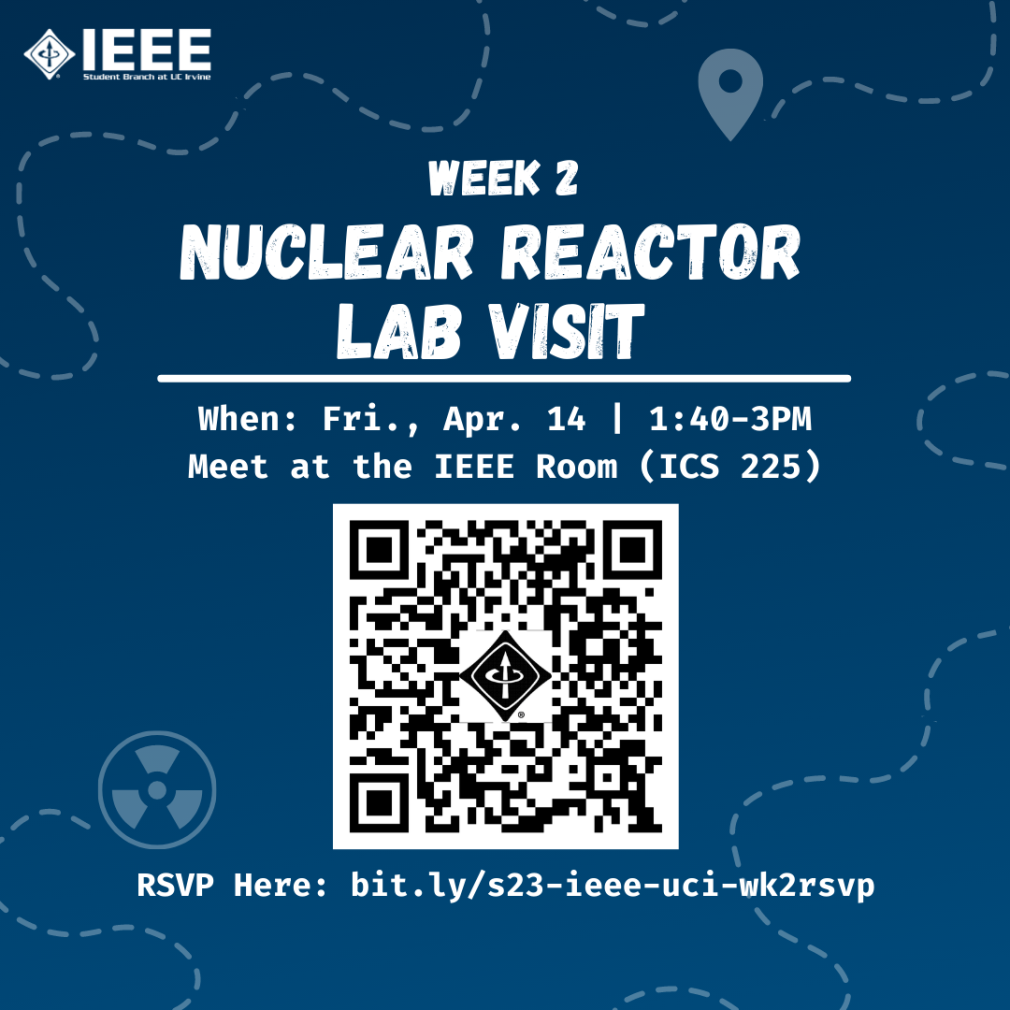 IEEE
Student Branch at UC Irvine
WEEK 2
NUCLEAR REACTOR
LAB VISIT
When: Fri., Apr. 14 | 1:40-3PM
Meet at the IEEE Room (ICS 225)
®
RSVP Here: bit.ly/s23-ieee-uci-wk2rsvp